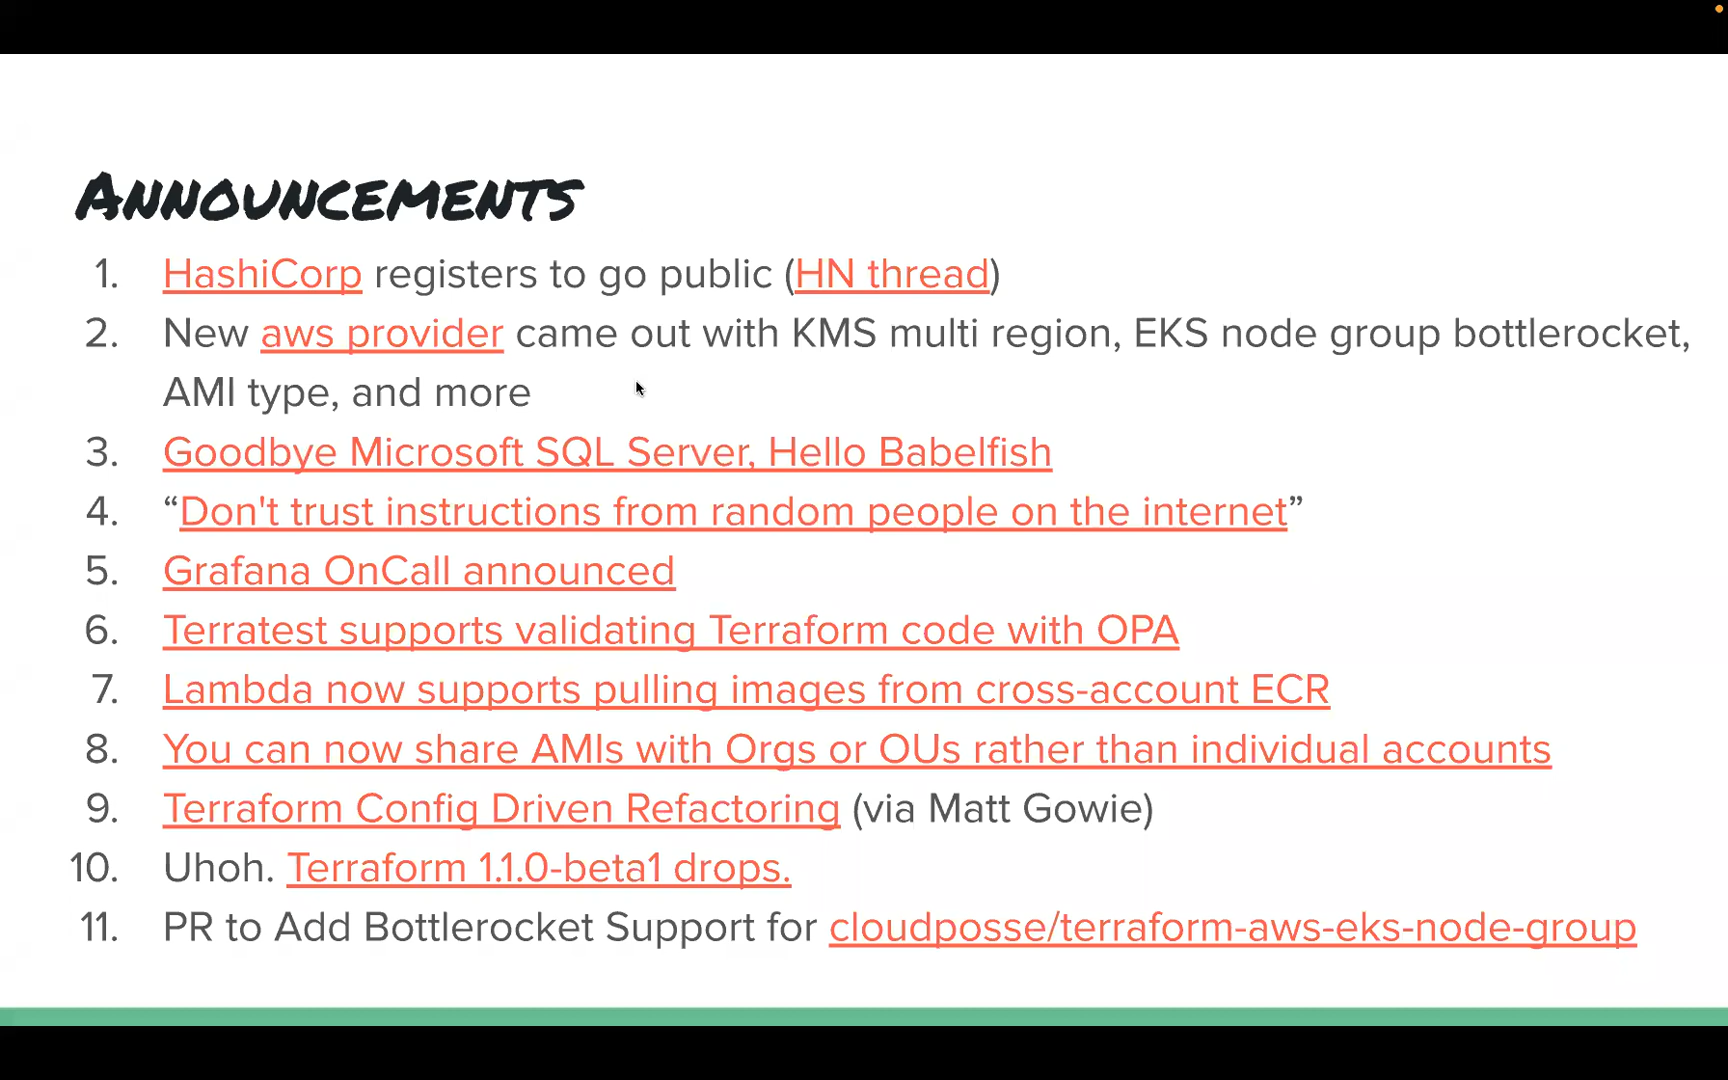 ANNOUNCEMENTS
1. HashiCorp registers to go public (HN thread)
2. New aws provider came out with KMS multi region, EKS node group bottlerocket,
AMI type, and more
3. Goodbye Microsoft SQL Server, Hello Babelfish
4. “Don't trust instructions from random people on the internet”
5. Grafana OnCall announced
6. Terratest supports validating Terraform code with OPA
7. Lambda now supports pulling images from cross-account ECR
8. You can now share AMIs with Orgs or OUs rather than individual accounts
9. Terraform Config Driven Refactoring (via Matt Gowie)
10. Uhoh. Terraform 1.1.0-beta1 drops.
11. PR to Add Bottlerocket Support for cloudposse/terraform-aws-eks-node-group